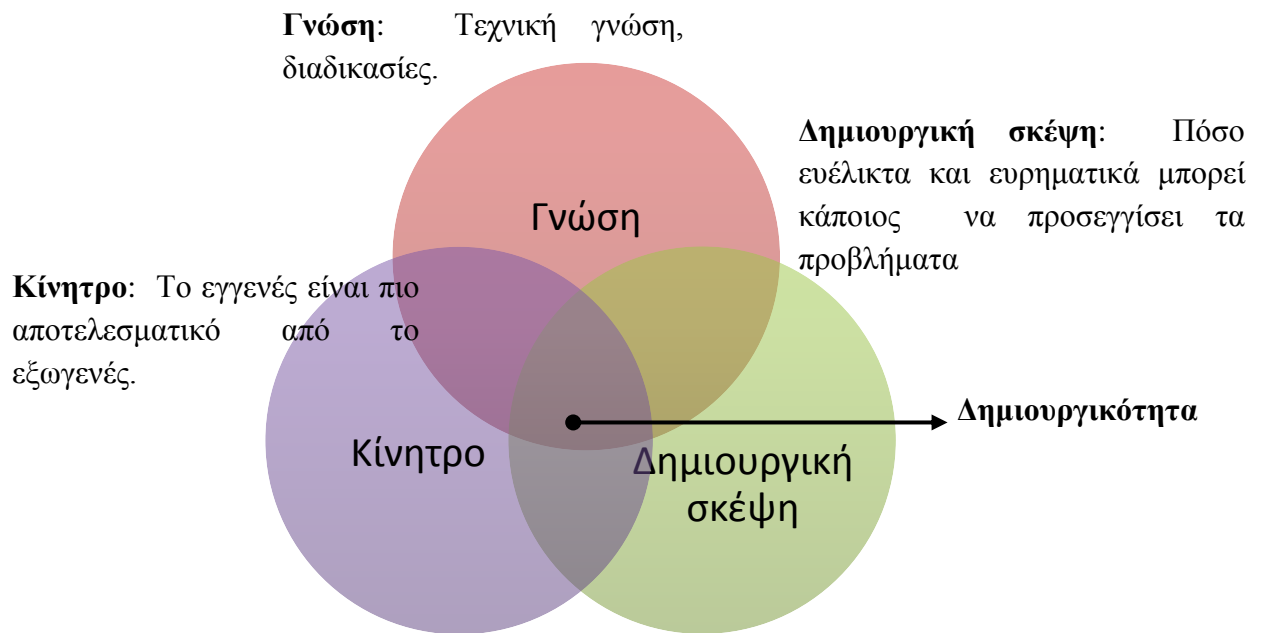 Γνώση: Τεχνική γνώση,
διαδικασίες.
Δημιουργική σκέψη: Πόσο
ευέλικτα και ευρηματικά μπορεί
κάποιος να προσεγγίσει τα
προβλήματα
Γνώση
Κίνητρο: Το εγγενές είναι πιο
αποτελεσματικό από το
εξωγενές.
Δημιουργικότητα
Κίνητρο
Δημιουργική
σκέψη